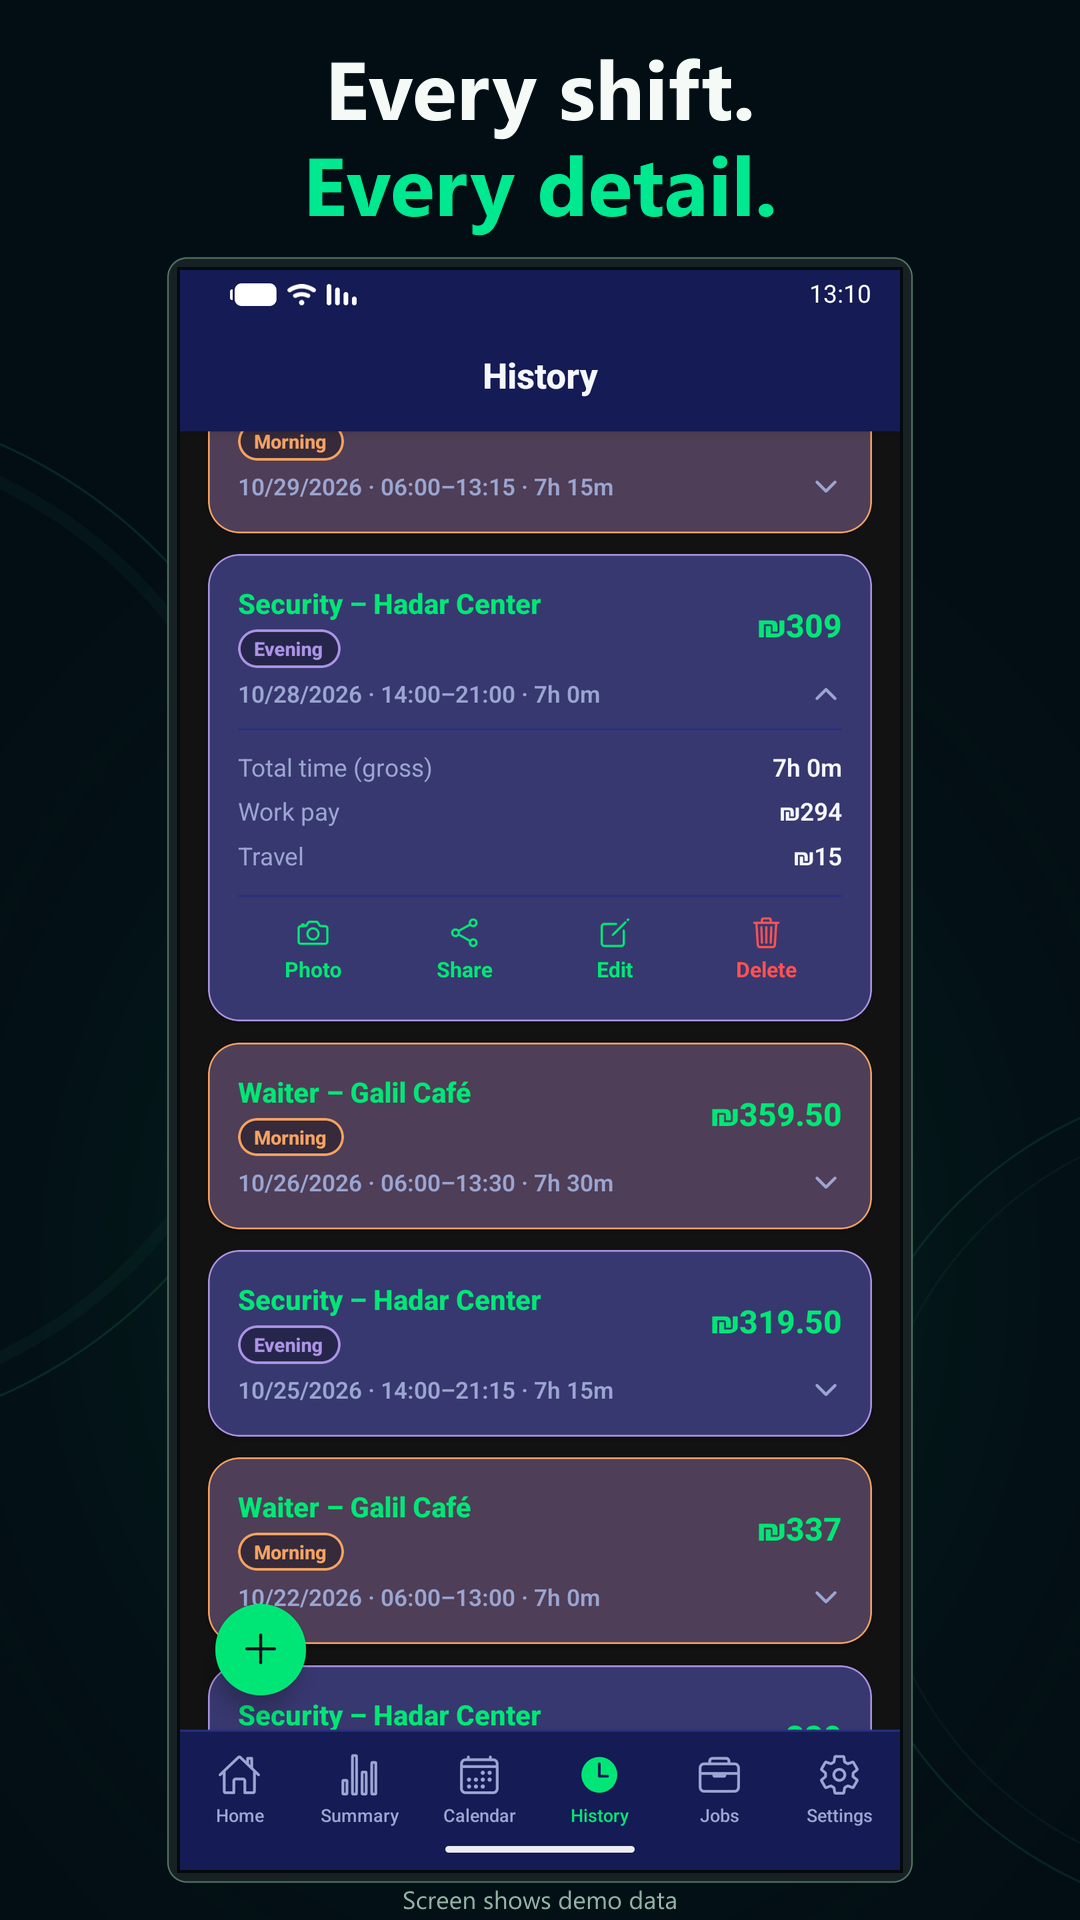 Every shift.
Every detail.
13:10
History
Morning
10/29/2026 · 06:00–13:15 · 7h 15m
Security – Hadar Center
₪309
Evening
10/28/2026 · 14:00–21:00 · 7h 0m
Total time (gross) 7h 0m
Work pay ₪294
Travel ₪15
Photo Share Edit Delete
Waiter – Galil Café
₪359.50
Morning
10/26/2026 · 06:00–13:30 · 7h 30m
Security – Hadar Center
₪319.50
Evening
10/25/2026 · 14:00–21:15 · 7h 15m
Waiter – Galil Café
₪337
Morning
10/22/2026 · 06:00–13:00 · 7h 0m
Security – Hadar Center
Home Summary Calendar History Jobs Settings
Screen shows demo data